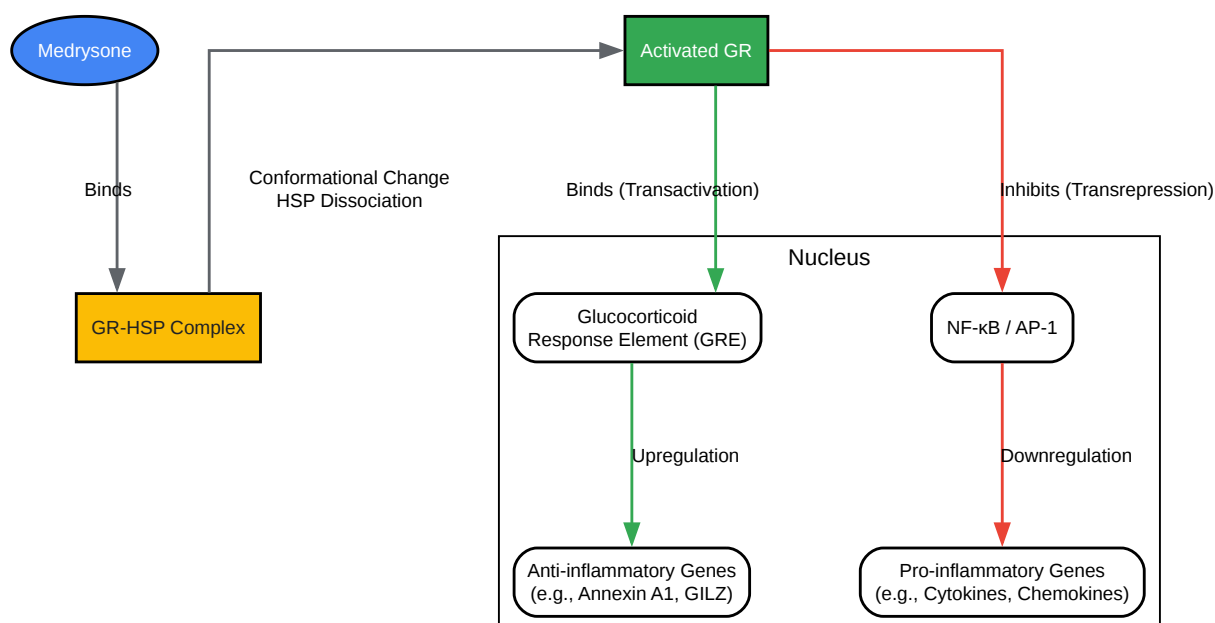 Medrysone
Activated GR
Binds
Conformational Change
HSP Dissociation
Binds (Transactivation)
Inhibits (Transrepression)
Nucleus
GR-HSP Complex
Glucocorticoid
Response Element (GRE)
NF-κB / AP-1
Upregulation
Downregulation
Anti-inflammatory Genes
(e.g., Annexin A1, GILZ)
Pro-inflammatory Genes
(e.g., Cytokines, Chemokines)